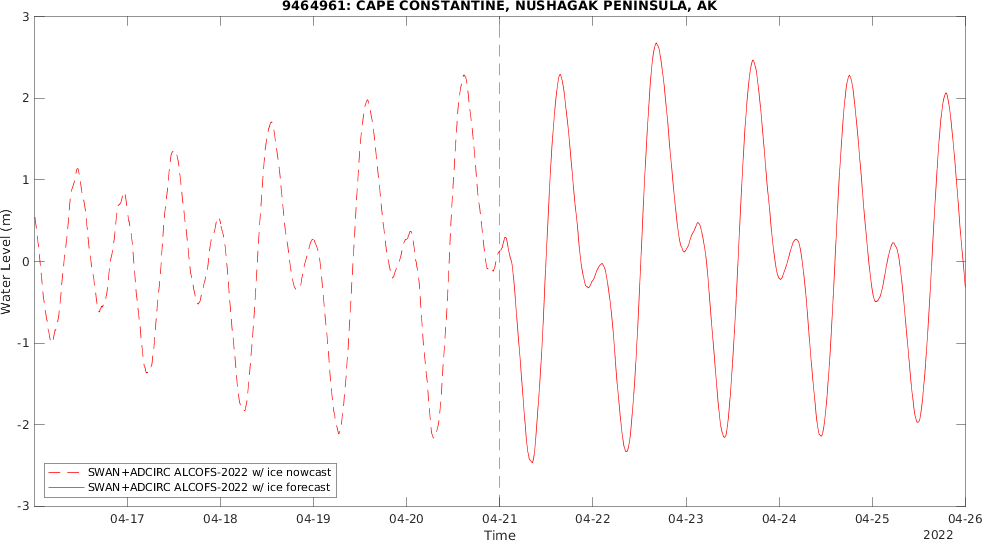 9464961: CAPE CONSTANTINE, NUSHAGAK PENINSULA, AK
3
2
1
0
-1
-2
-3
Water Level (m)
SWAN+ADCIRC ALCOFS-2022 w/ ice nowcast
SWAN+ADCIRC ALCOFS-2022 w/ ice forecast
04-17 04-18 04-19 04-20 04-21 04-22 04-23 04-24 04-25 04-26
Time
2022